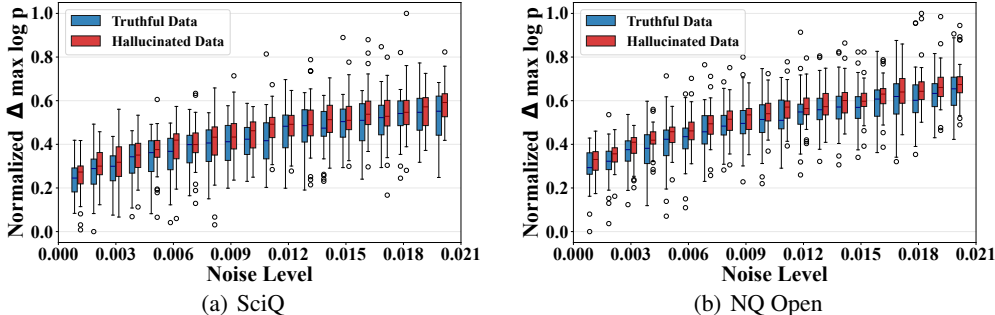 Truthful Data
Hallucinated Data
Normalized Δ max log p
1.0
0.8
0.6
0.4
0.2
0.0
0.000 0.003 0.006 0.009 0.012 0.015 0.018 0.021
Noise Level
(a) SciQ
Truthful Data
Hallucinated Data
Normalized Δ max log p
1.0
0.8
0.6
0.4
0.2
0.0
0.000 0.003 0.006 0.009 0.012 0.015 0.018 0.021
Noise Level
(b) NQ Open